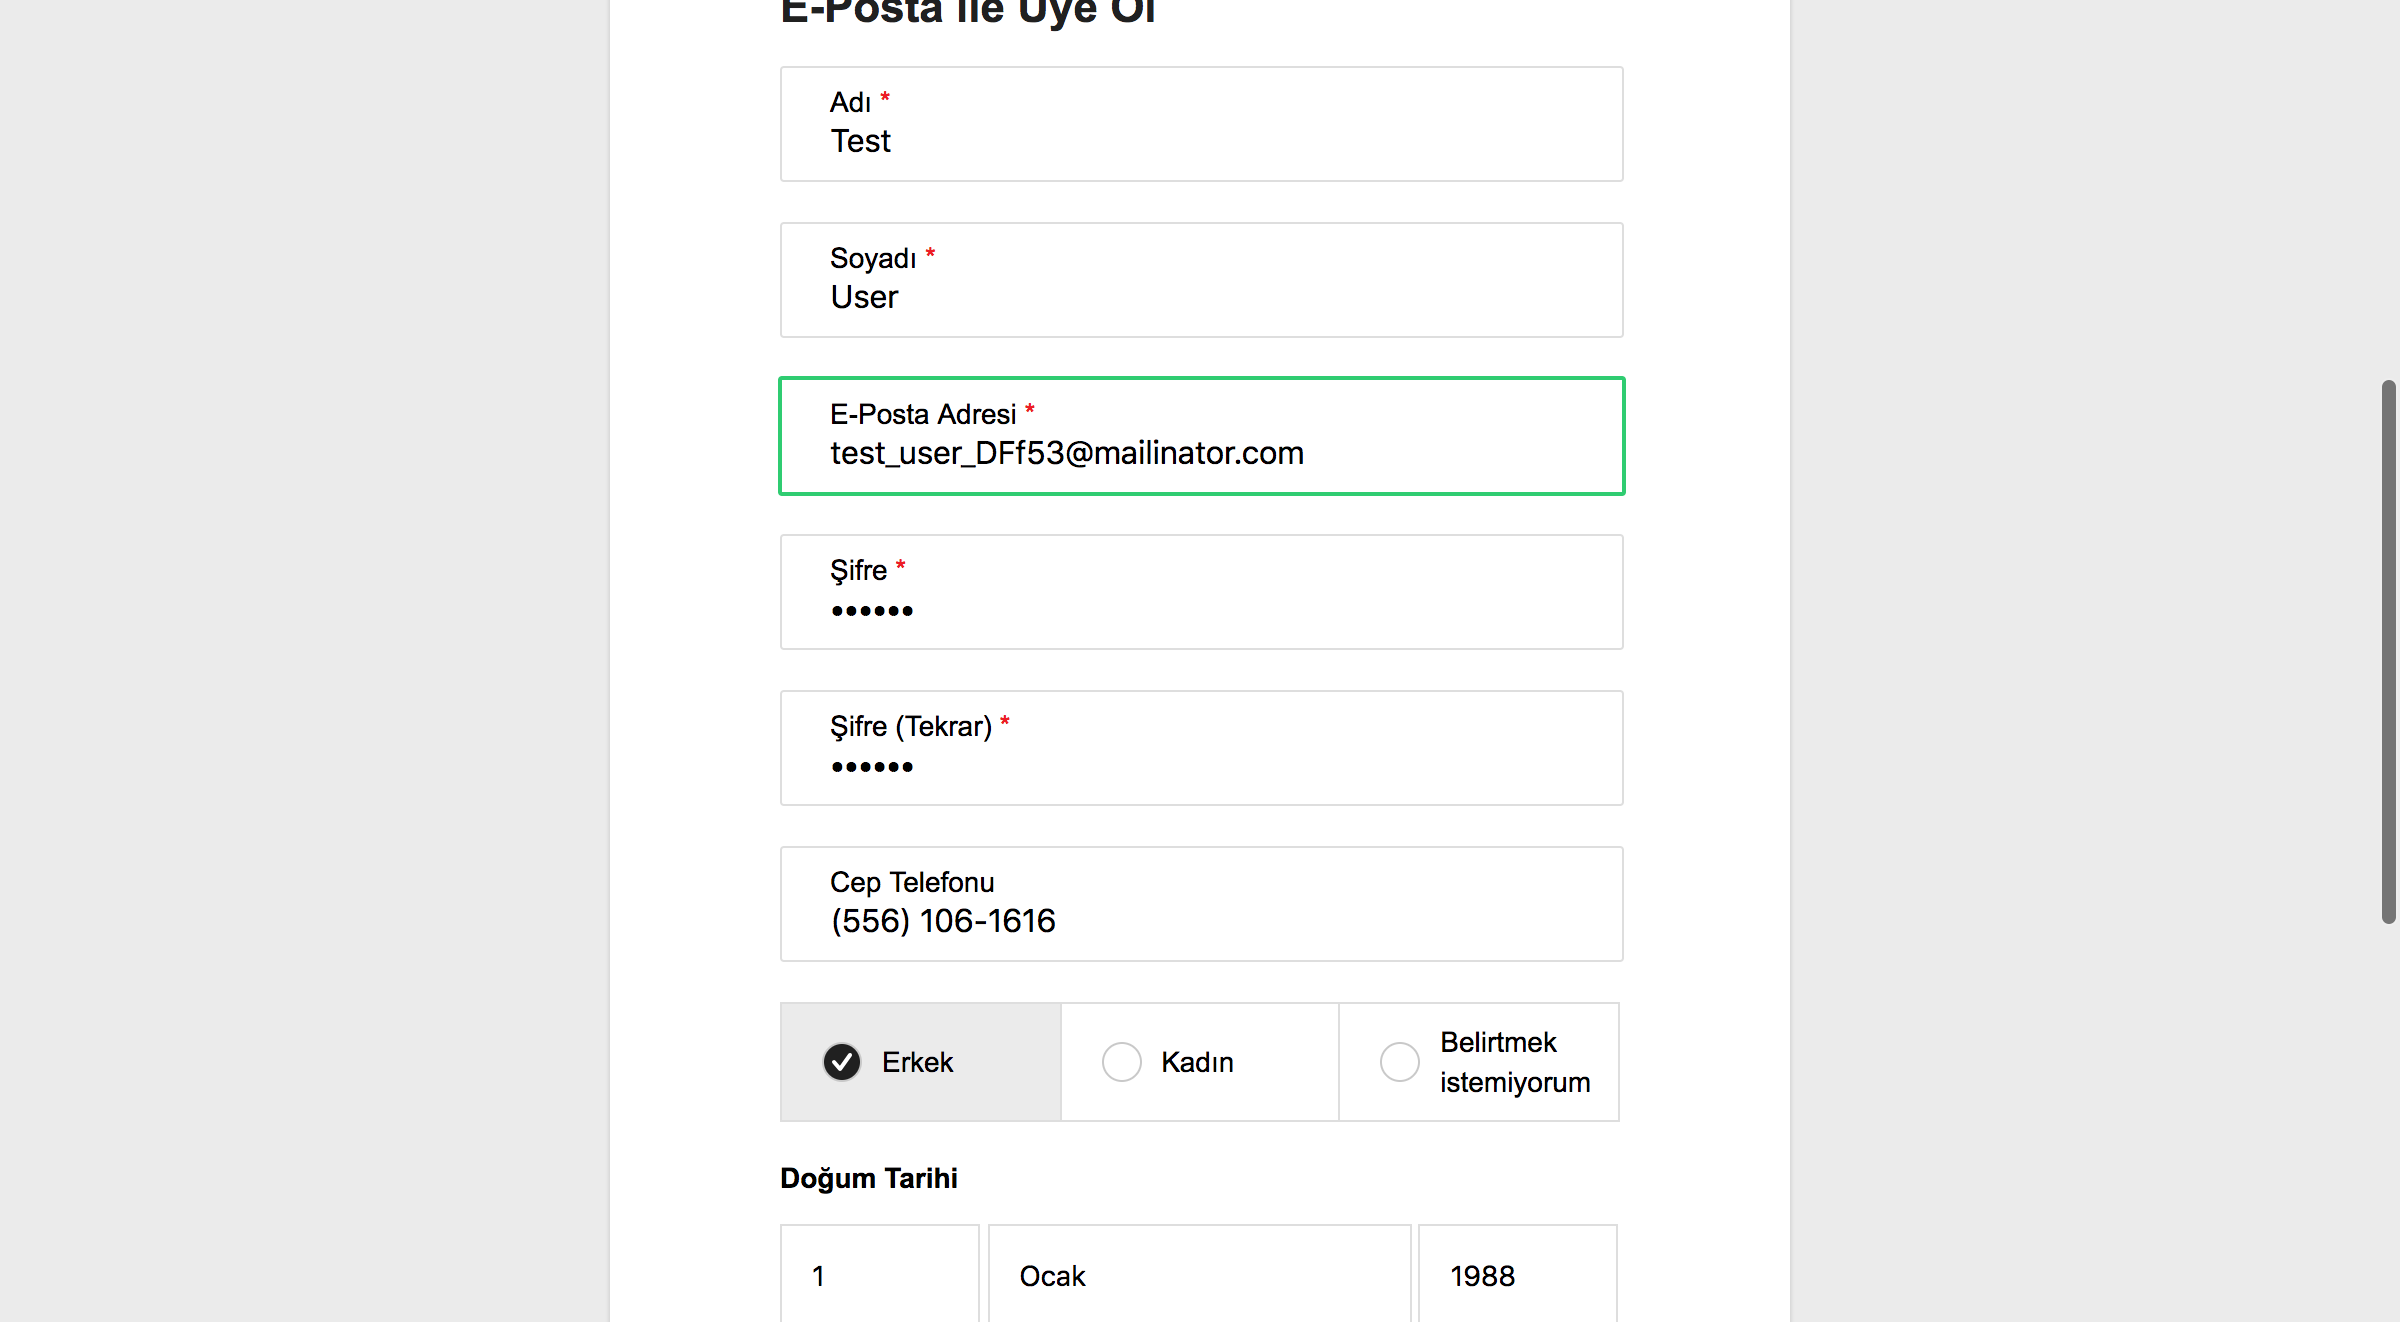 E-Posta ile Üye Ol
Adı *
Test
Soyadı *
User
E-Posta Adresi *
test_user_DFf53@mailinator.com
Şifre *
••••••
Şifre (Tekrar) *
••••••
Cep Telefonu
(556) 106-1616
Erkek
Kadın
Belirtmek
istemiyorum
Doğum Tarihi
1
Ocak
1988